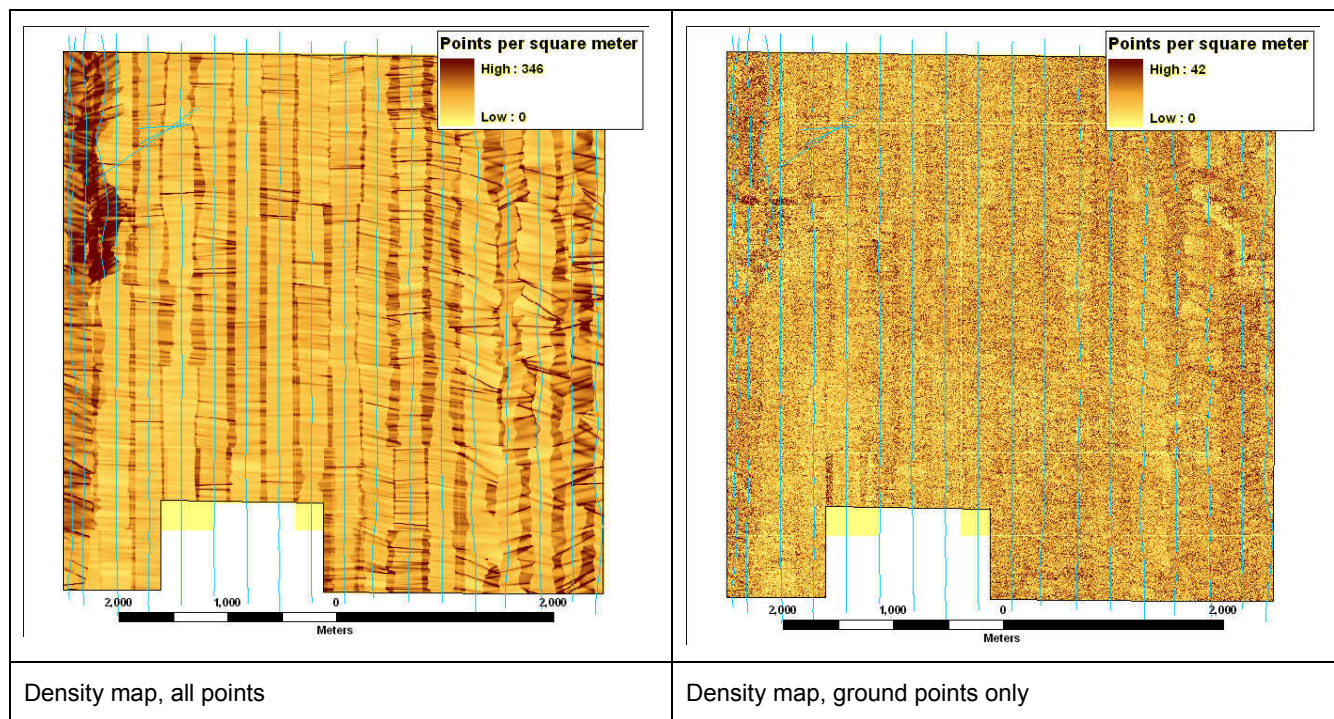 Points per square meter
High : 346
Low : 0
2,000 1,000 0 2,000
Meters
Density map, all points
Points per square meter
High : 42
Low : 0
2,000 1,000 0 2,000
Meters
Density map, ground points only